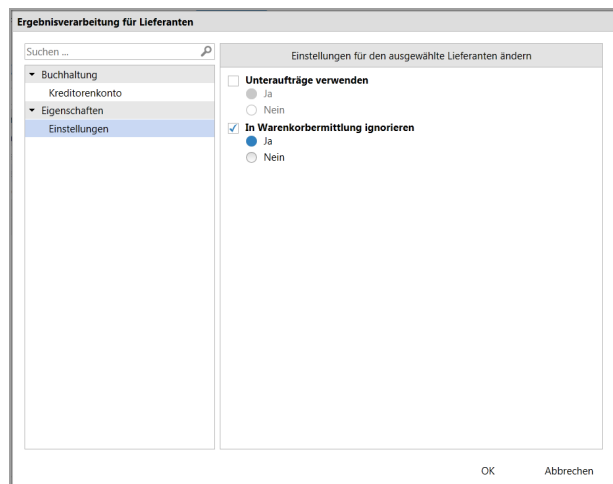 Ergebnisverarbeitung für Lieferanten
Suchen ...
Buchhaltung
Kreditorenkonto
Eigenschaften
Einstellungen
Einstellungen für den ausgewählte Lieferanten ändern
Unteraufträge verwenden
Ja
Nein
In Warenkorbermittlung ignorieren
Ja
Nein
OK Abbrechen